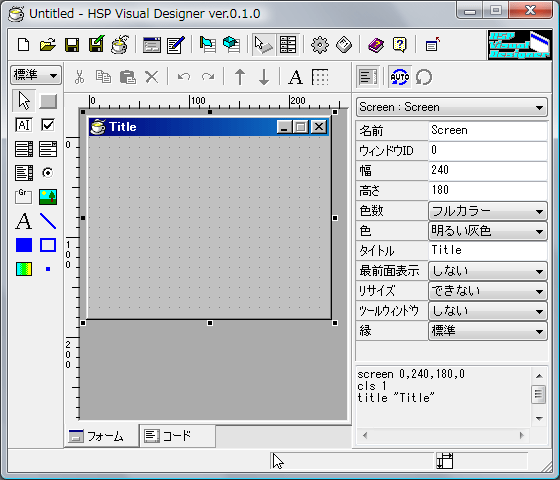 Untitled - HSP Visual Designer ver.0.1.0
HSP
Visual
Designer
標準
A
AUTO
0 100 200
Screen : Screen
Title
名前 Screen
ウィンドウID 0
幅 240
高さ 180
色数 フルカラー
色 明るい灰色
タイトル Title
最前面表示 しない
リサイズ できない
ツールウィンドウ しない
縁 標準
0
100
200
AI
Gr
A
screen 0,240,180,0
cls 1
title "Title"
フォーム コード